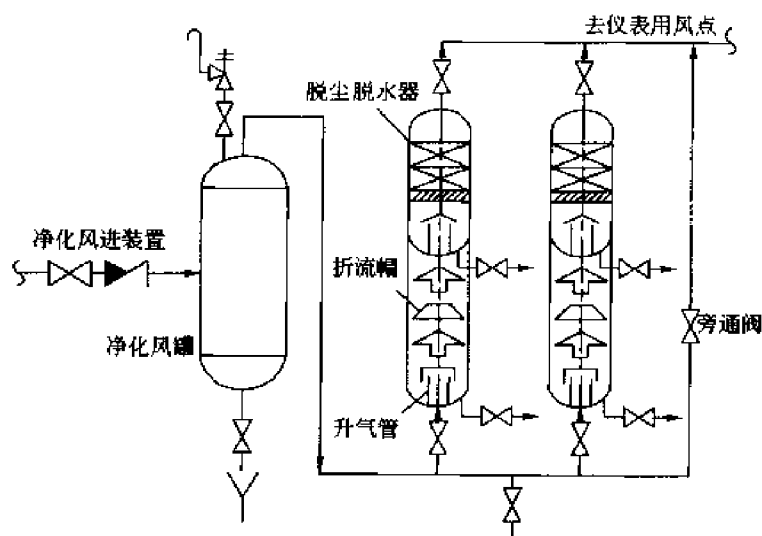 去仪表用风点
脱尘脱水器
净化风进装置
折流帽
净化风罐
旁通阀
升气管